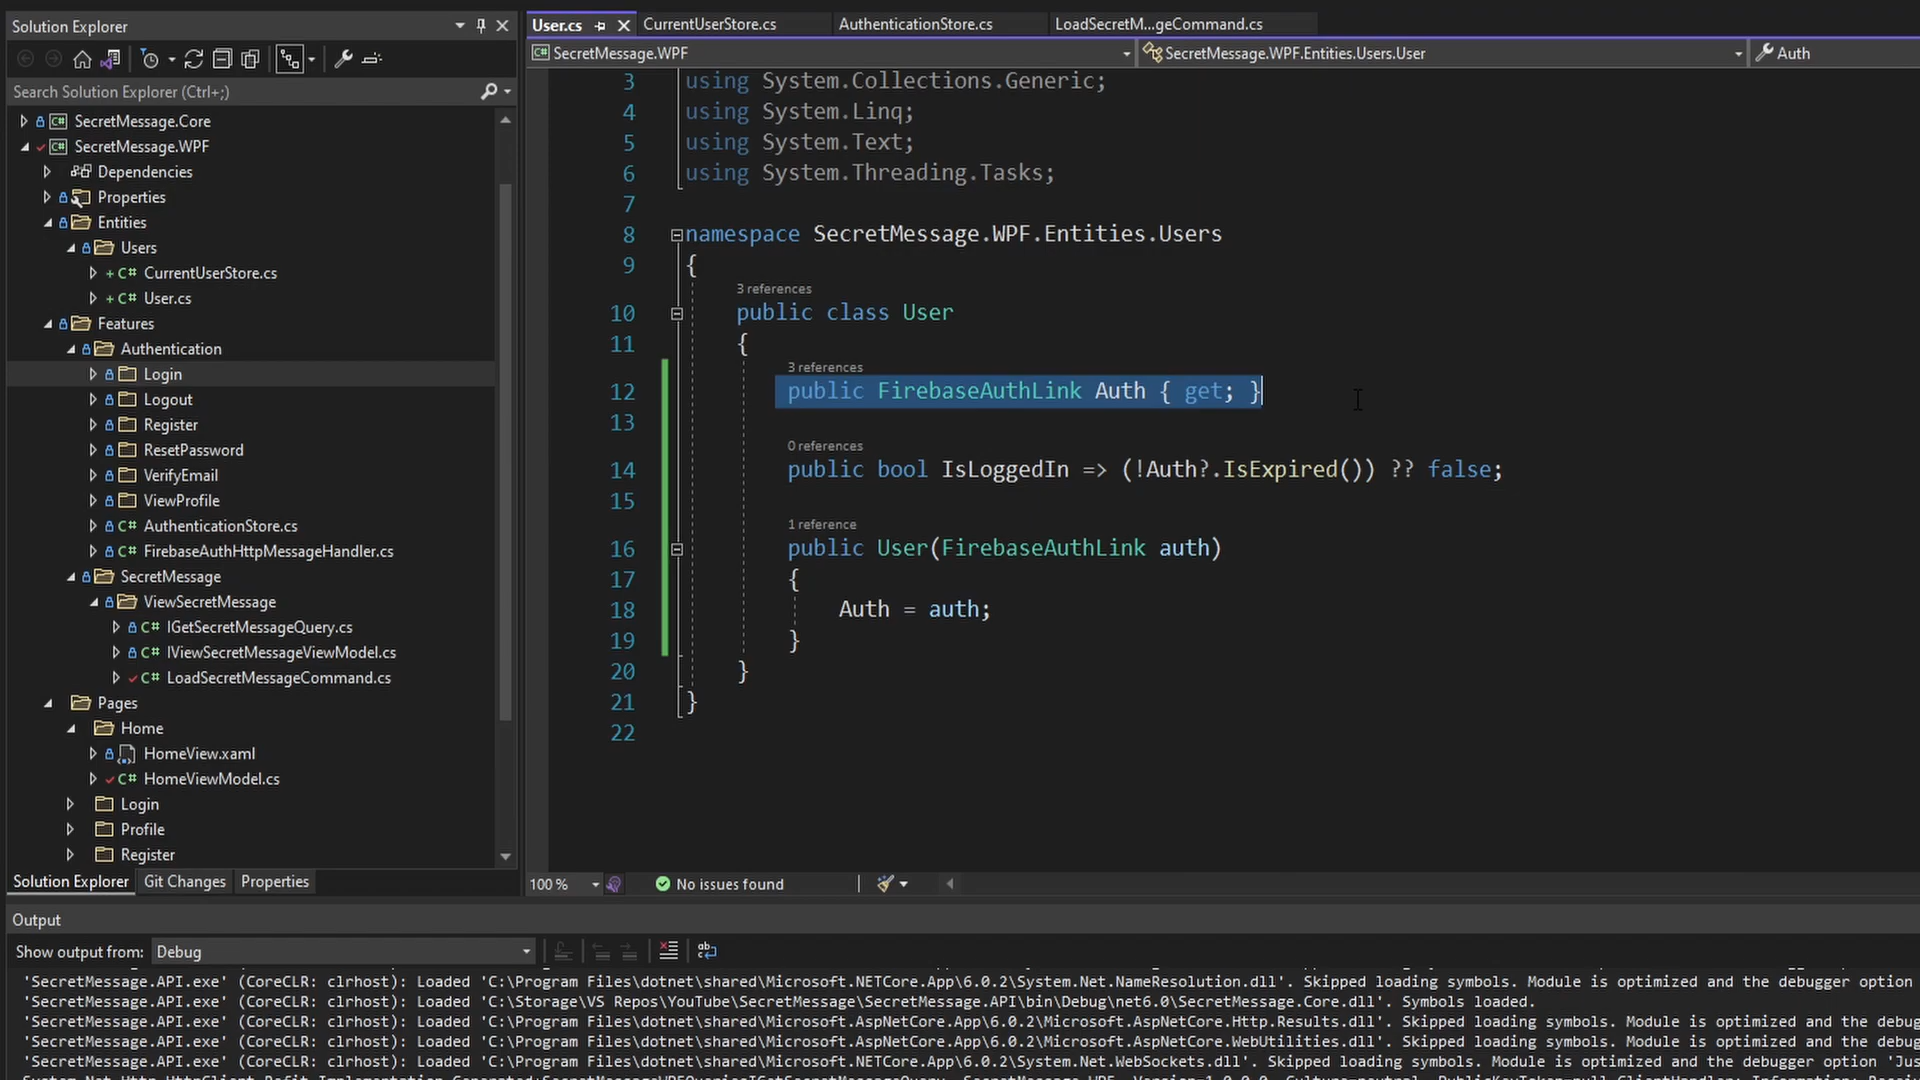 Solution Explorer
Search Solution Explorer (Ctrl+;)
SecretMessage.Core
SecretMessage.WPF
Dependencies
Properties
Entities
Users
CurrentUserStore.cs
User.cs
Features
Authentication
Login
Logout
Register
ResetPassword
VerifyEmail
ViewProfile
AuthenticationStore.cs
FirebaseAuthHttpMessageHandler.cs
SecretMessage
ViewSecretMessage
IGetSecretMessageQuery.cs
IViewSecretMessageViewModel.cs
LoadSecretMessageCommand.cs
Pages
Home
HomeView.xaml
HomeViewModel.cs
Login
Profile
Register
Solution Explorer Git Changes Properties
User.cs CurrentUserStore.cs AuthenticationStore.cs LoadSecretM...geCommand.cs
SecretMessage.WPF SecretMessage.WPF.Entities.Users.User Auth
3 using System.Collections.Generic;
4 using System.Linq;
5 using System.Text;
6 using System.Threading.Tasks;
7
8 namespace SecretMessage.WPF.Entities.Users
9 {
3 references
10 public class User
11 {
3 references
12 public FirebaseAuthLink Auth { get; }
13
0 references
14 public bool IsLoggedIn => (!Auth?.IsExpired()) ?? false;
15
1 reference
16 public User(FirebaseAuthLink auth)
17 {
18 Auth = auth;
19 }
20 }
21 }
22
100 % No issues found
Output
Show output from: Debug
'SecretMessage.API.exe' (CoreCLR: clrhost): Loaded 'C:\Program Files\dotnet\shared\Microsoft.NETCore.App\6.0.2\System.Net.NameResolution.dll'. Skipped loading symbols. Module is optimized and the debugger option
'SecretMessage.API.exe' (CoreCLR: clrhost): Loaded 'C:\Storage\VS Repos\YouTube\SecretMessage\SecretMessage.API\bin\Debug\net6.0\SecretMessage.Core.dll'. Symbols loaded.
'SecretMessage.API.exe' (CoreCLR: clrhost): Loaded 'C:\Program Files\dotnet\shared\Microsoft.AspNetCore.App\6.0.2\Microsoft.AspNetCore.Http.Results.dll'. Skipped loading symbols. Module is optimized and the debug
'SecretMessage.API.exe' (CoreCLR: clrhost): Loaded 'C:\Program Files\dotnet\shared\Microsoft.AspNetCore.App\6.0.2\Microsoft.AspNetCore.WebUtilities.dll'. Skipped loading symbols. Module is optimized and the debug
'SecretMessage.API.exe' (CoreCLR: clrhost): Loaded 'C:\Program Files\dotnet\shared\Microsoft.NETCore.App\6.0.2\System.Net.WebSockets.dll'. Skipped loading symbols. Module is optimized and the debugger option 'Jus